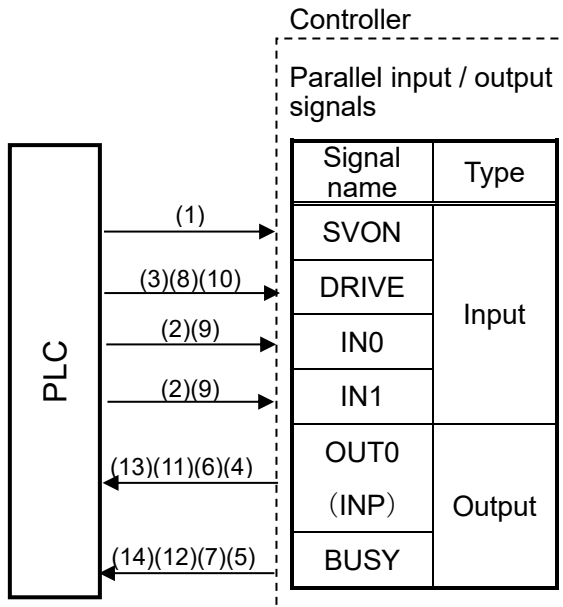 Controller
Parallel input / output
signals
Signal
name
Type
(1)
SVON
(3)(8)(10)
DRIVE
Input
(2)(9)
IN0
PLC
(2)(9)
IN1
OUT0
(13)(11)(6)(4)
（INP）
Output
(14)(12)(7)(5)
BUSY